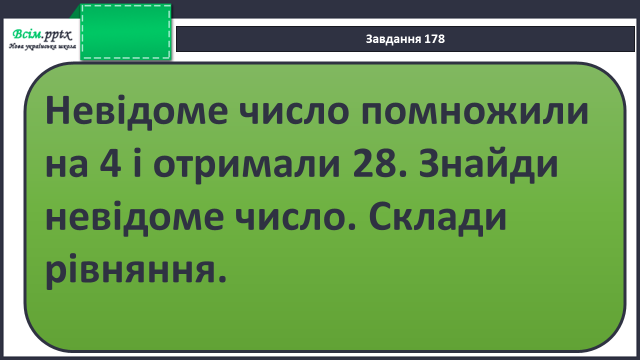 Всім.pptx
Нова українська школа
Завдання 178
Невідоме число помножили
на 4 і отримали 28. Знайди
невідоме число. Склади
рівняння.